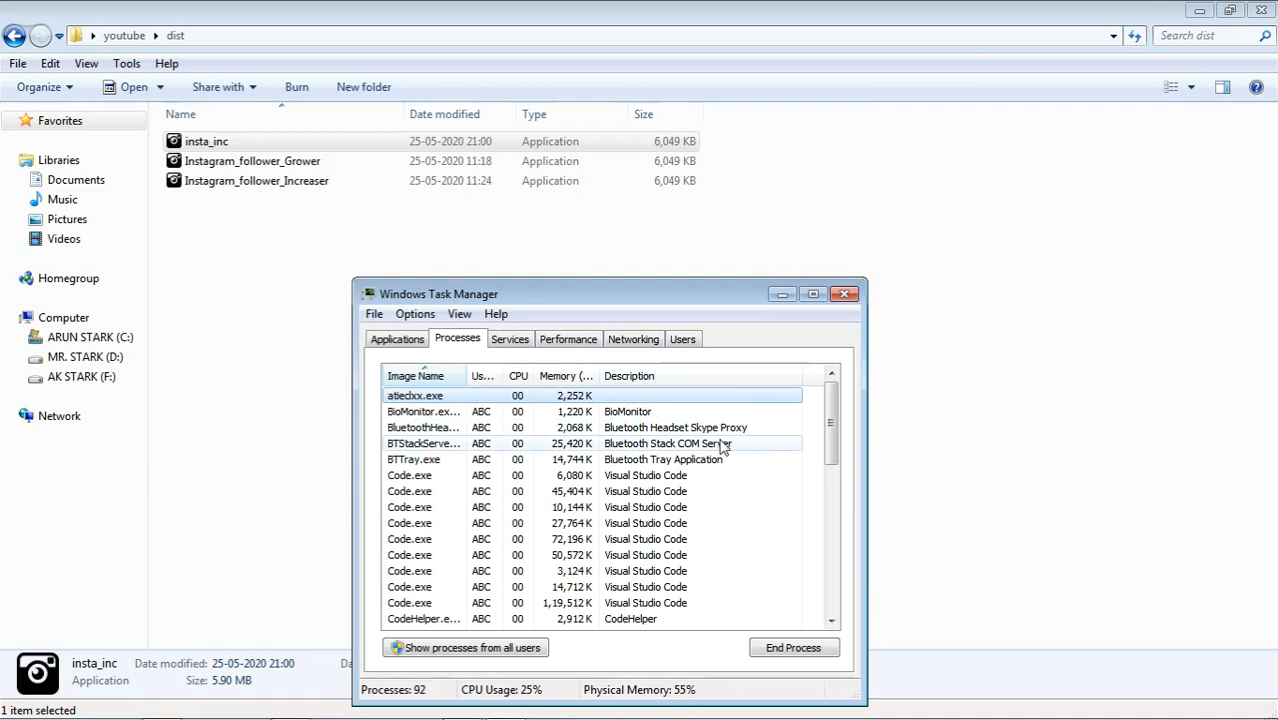 youtube dist Search dist
File Edit View Tools Help
Organize Open Share with Burn New folder
Favorites
Libraries
Documents
Music
Pictures
Videos
Homegroup
Computer
ARUN STARK (C:)
MR. STARK (D:)
AK STARK (F:)
Network
Name Date modified Type Size
insta_inc 25-05-2020 21:00 Application 6,049 KB
Instagram_follower_Grower 25-05-2020 11:18 Application 6,049 KB
Instagram_follower_Increaser 25-05-2020 11:24 Application 6,049 KB
Windows Task Manager
File Options View Help
Applications Processes Services Performance Networking Users
Image Name Us... CPU Memory (... Description
atieclxx.exe 00 2,252 K
BioMonitor.ex... ABC 00 1,220 K BioMonitor
BluetoothHea... ABC 00 2,068 K Bluetooth Headset Skype Proxy
BTStackServe... ABC 00 25,420 K Bluetooth Stack COM Server
BTTray.exe ABC 00 14,744 K Bluetooth Tray Application
Code.exe ABC 00 6,080 K Visual Studio Code
Code.exe ABC 00 45,404 K Visual Studio Code
Code.exe ABC 00 10,144 K Visual Studio Code
Code.exe ABC 00 27,764 K Visual Studio Code
Code.exe ABC 00 72,196 K Visual Studio Code
Code.exe ABC 00 50,572 K Visual Studio Code
Code.exe ABC 00 3,124 K Visual Studio Code
Code.exe ABC 00 14,712 K Visual Studio Code
Code.exe ABC 00 1,19,512 K Visual Studio Code
CodeHelper.e... ABC 00 2,912 K CodeHelper
Show processes from all users End Process
Processes: 92 CPU Usage: 25% Physical Memory: 55%
insta_inc Date modified: 25-05-2020 21:00 Da
Application Size: 5.90 MB
1 item selected